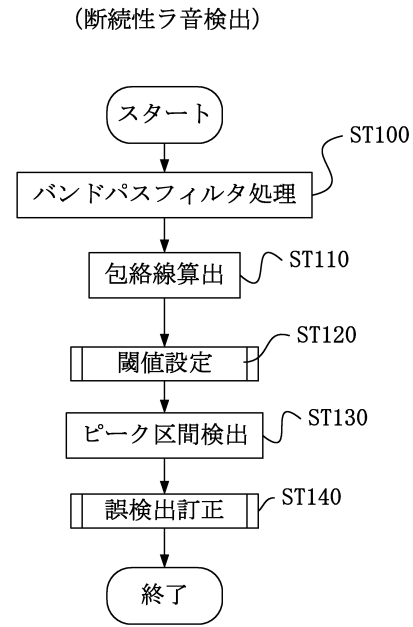 (断続性ラ音検出)
スタート
ST100
バンドパスフィルタ処理
ST110
包絡線算出
ST120
閾値設定
ST130
ピーク区間検出
ST140
誤検出訂正
終了